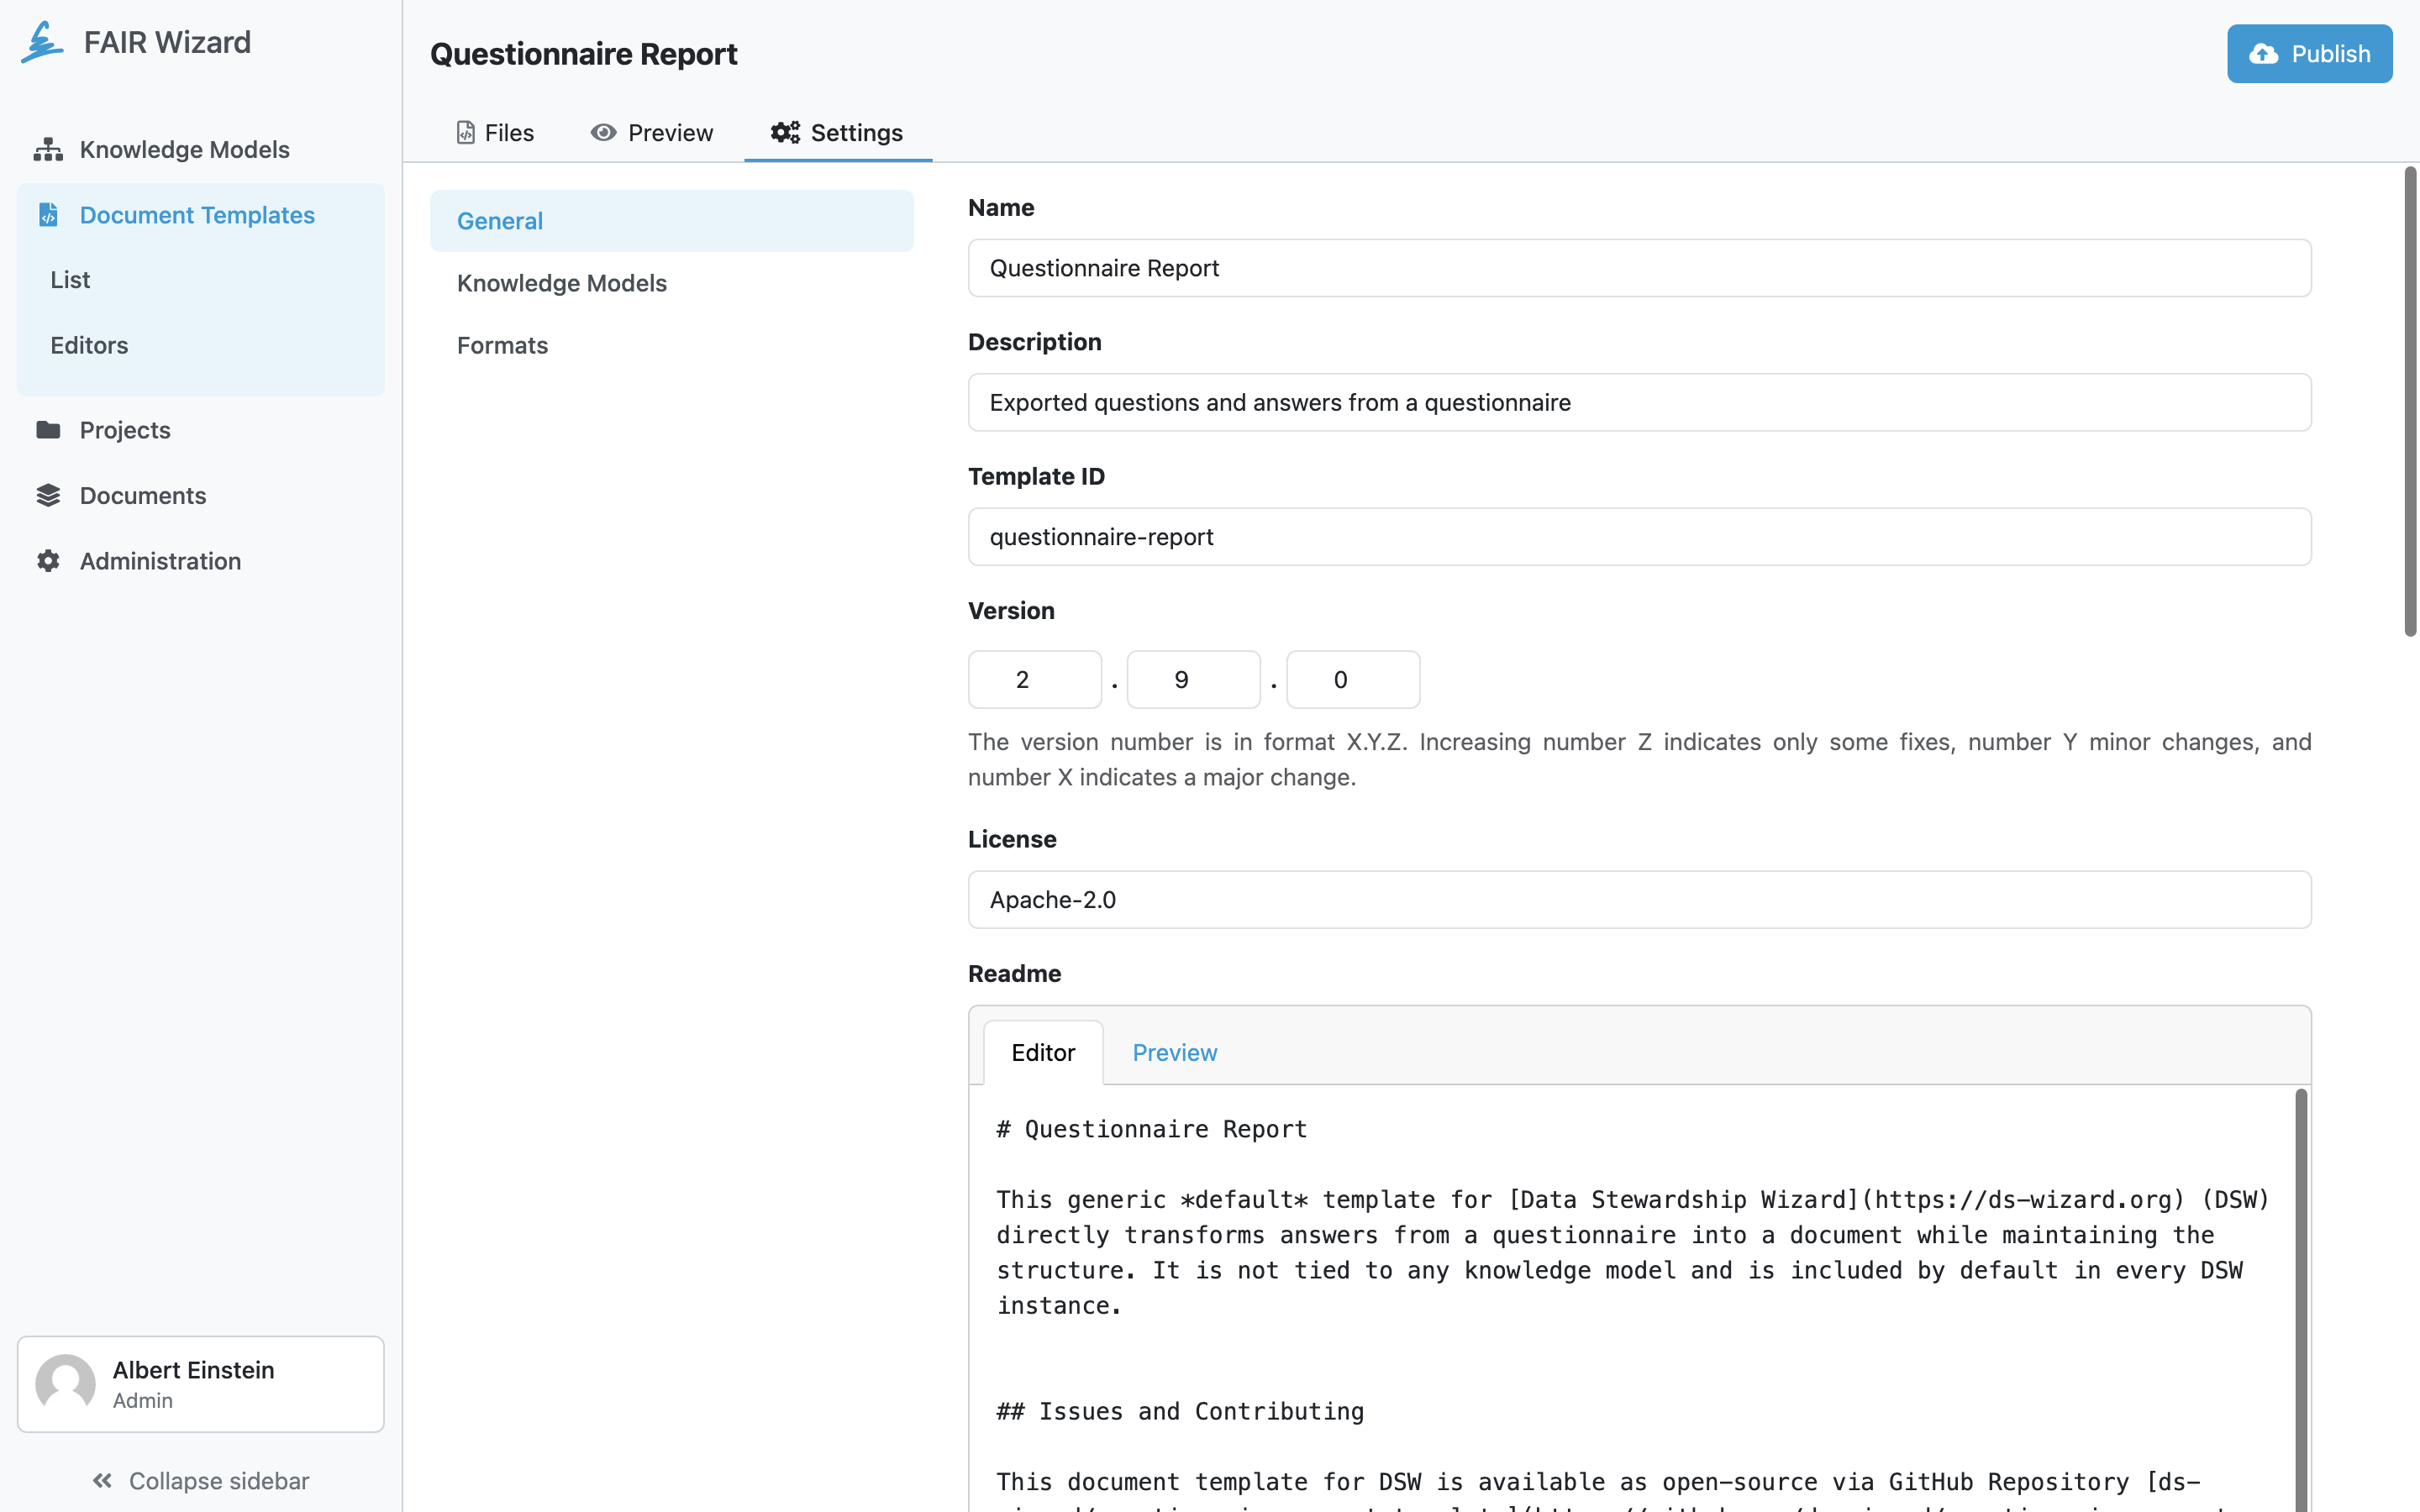 FAIR Wizard
Knowledge Models
Document Templates
List
Editors
Projects
Documents
Administration
Albert Einstein
Admin
Collapse sidebar
Questionnaire Report
Publish
Files
Preview
Settings
General
Knowledge Models
Formats
Name
Questionnaire Report
Description
Exported questions and answers from a questionnaire
Template ID
questionnaire-report
Version
2 . 9 . 0
The version number is in format X.Y.Z. Increasing number Z indicates only some fixes, number Y minor changes, and
number X indicates a major change.
License
Apache-2.0
Readme
Editor
Preview
# Questionnaire Report
This generic *default* template for [Data Stewardship Wizard](https://ds-wizard.org) (DSW)
directly transforms answers from a questionnaire into a document while maintaining the
structure. It is not tied to any knowledge model and is included by default in every DSW
instance.
## Issues and Contributing
This document template for DSW is available as open-source via GitHub Repository [ds-